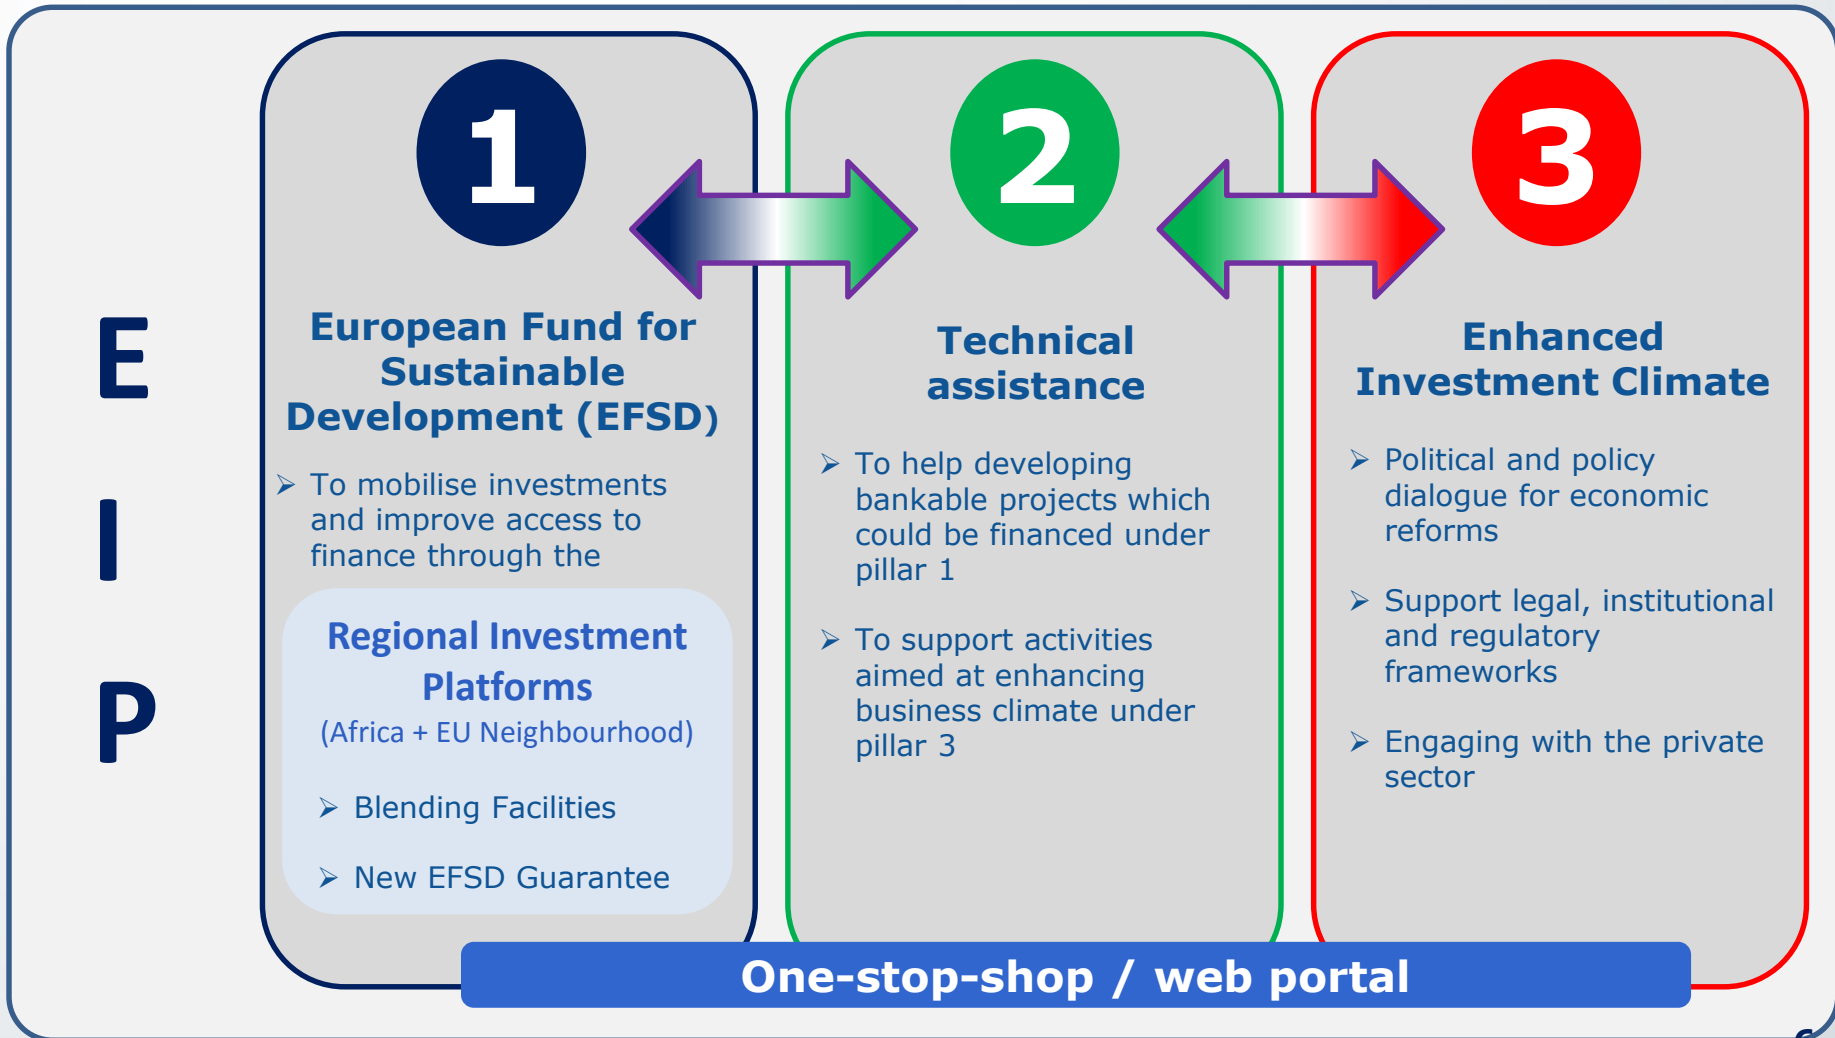 E
I
P
1
European Fund for
Sustainable
Development (EFSD)
➢ To mobilise investments
and improve access to
finance through the
Regional Investment
Platforms
(Africa + EU Neighbourhood)
➢ Blending Facilities
➢ New EFSD Guarantee
2
Technical
assistance
➢ To help developing
bankable projects which
could be financed under
pillar 1
➢ To support activities
aimed at enhancing
business climate under
pillar 3
3
Enhanced
Investment Climate
➢ Political and policy
dialogue for economic
reforms
➢ Support legal, institutional
and regulatory
frameworks
➢ Engaging with the private
sector
One-stop-shop / web portal